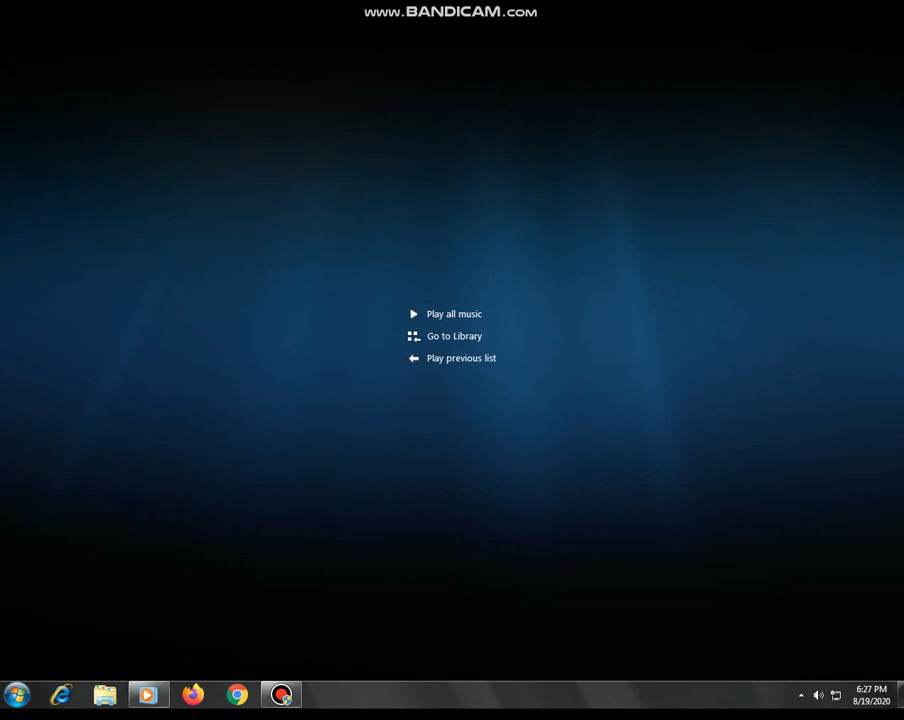 www.BANDICAM.com
Play all music
Go to Library
Play previous list
6:27 PM
8/19/2020